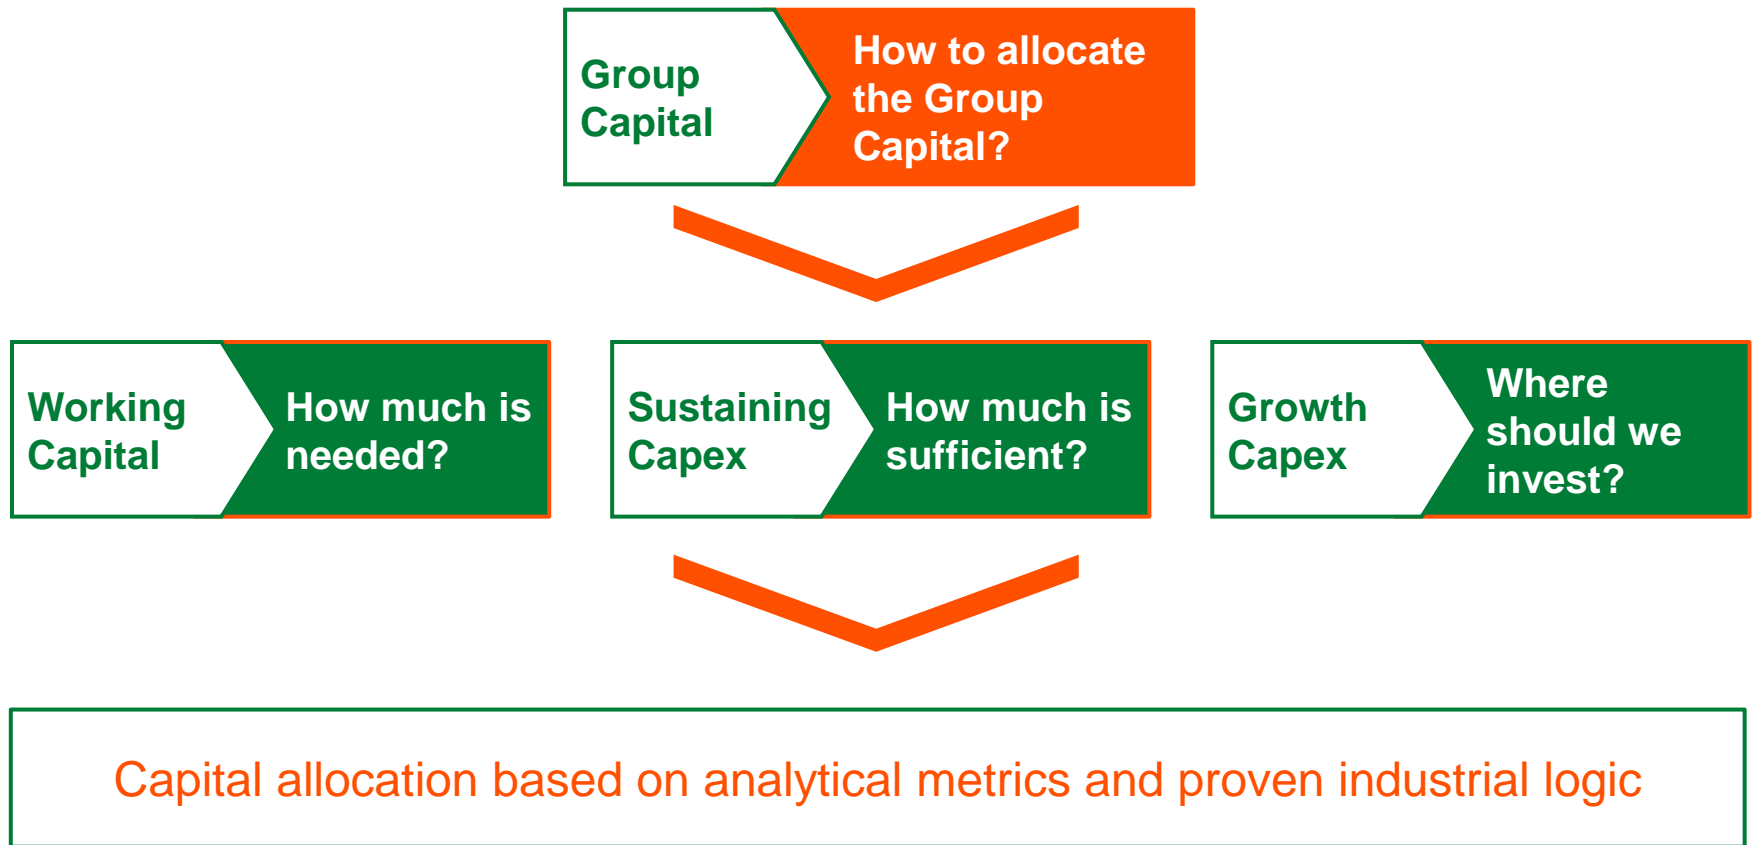 Group
Capital
How to allocate
the Group
Capital?
Working
Capital
How much is
needed?
Sustaining
Capex
How much is
sufficient?
Growth
Capex
Where
should we
invest?
Capital allocation based on analytical metrics and proven industrial logic